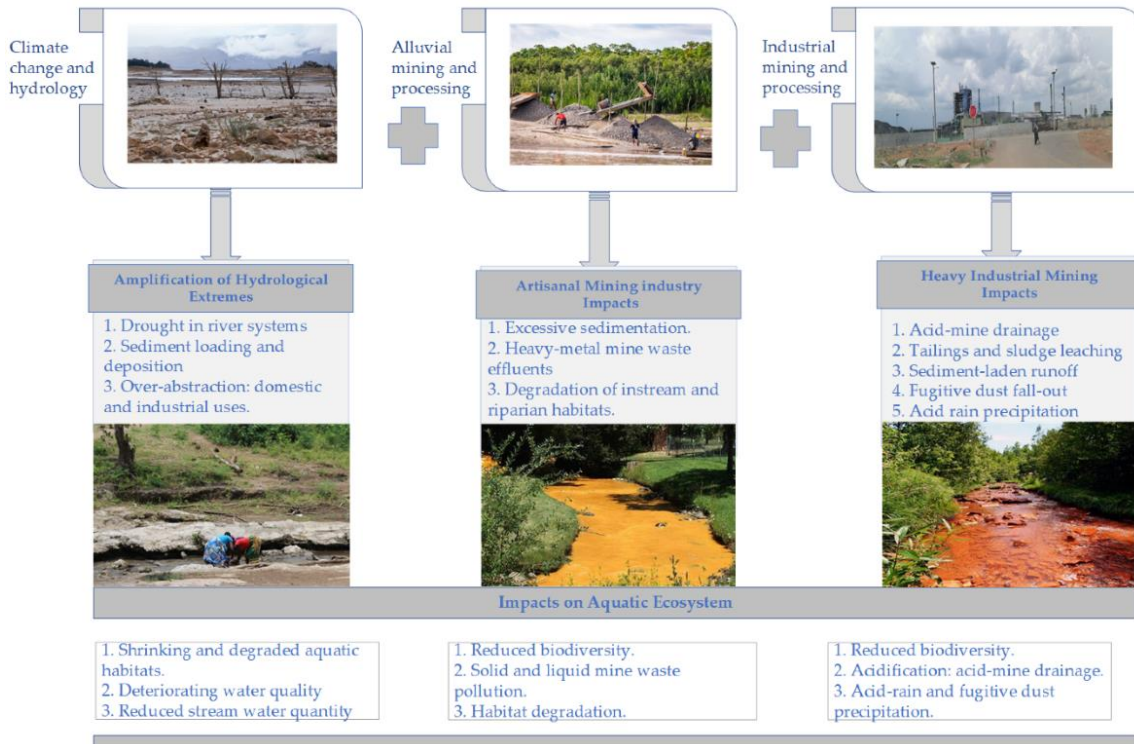 Climate
change and
hydrology
Alluvial
mining and
processing
Industrial
mining and
processing
Amplification of Hydrological
Extremes
1. Drought in river systems
2. Sediment loading and
deposition
3. Over-abstraction: domestic
and industrial uses.
Artisanal Mining industry
Impacts
1. Excessive sedimentation.
2. Heavy-metal mine waste
effluents
3. Degradation of instream and
riparian habitats.
Heavy Industrial Mining
Impacts
1. Acid-mine drainage
2. Tailings and sludge leaching
3. Sediment-laden runoff
4. Fugitive dust fall-out
5. Acid rain precipitation
Impacts on Aquatic Ecosystem
1. Shrinking and degraded aquatic
habitats.
2. Deteriorating water quality
3. Reduced stream water quantity
1. Reduced biodiversity.
2. Solid and liquid mine waste
pollution.
3. Habitat degradation.
1. Reduced biodiversity.
2. Acidification: acid-mine drainage.
3. Acid-rain and fugitive dust
precipitation.